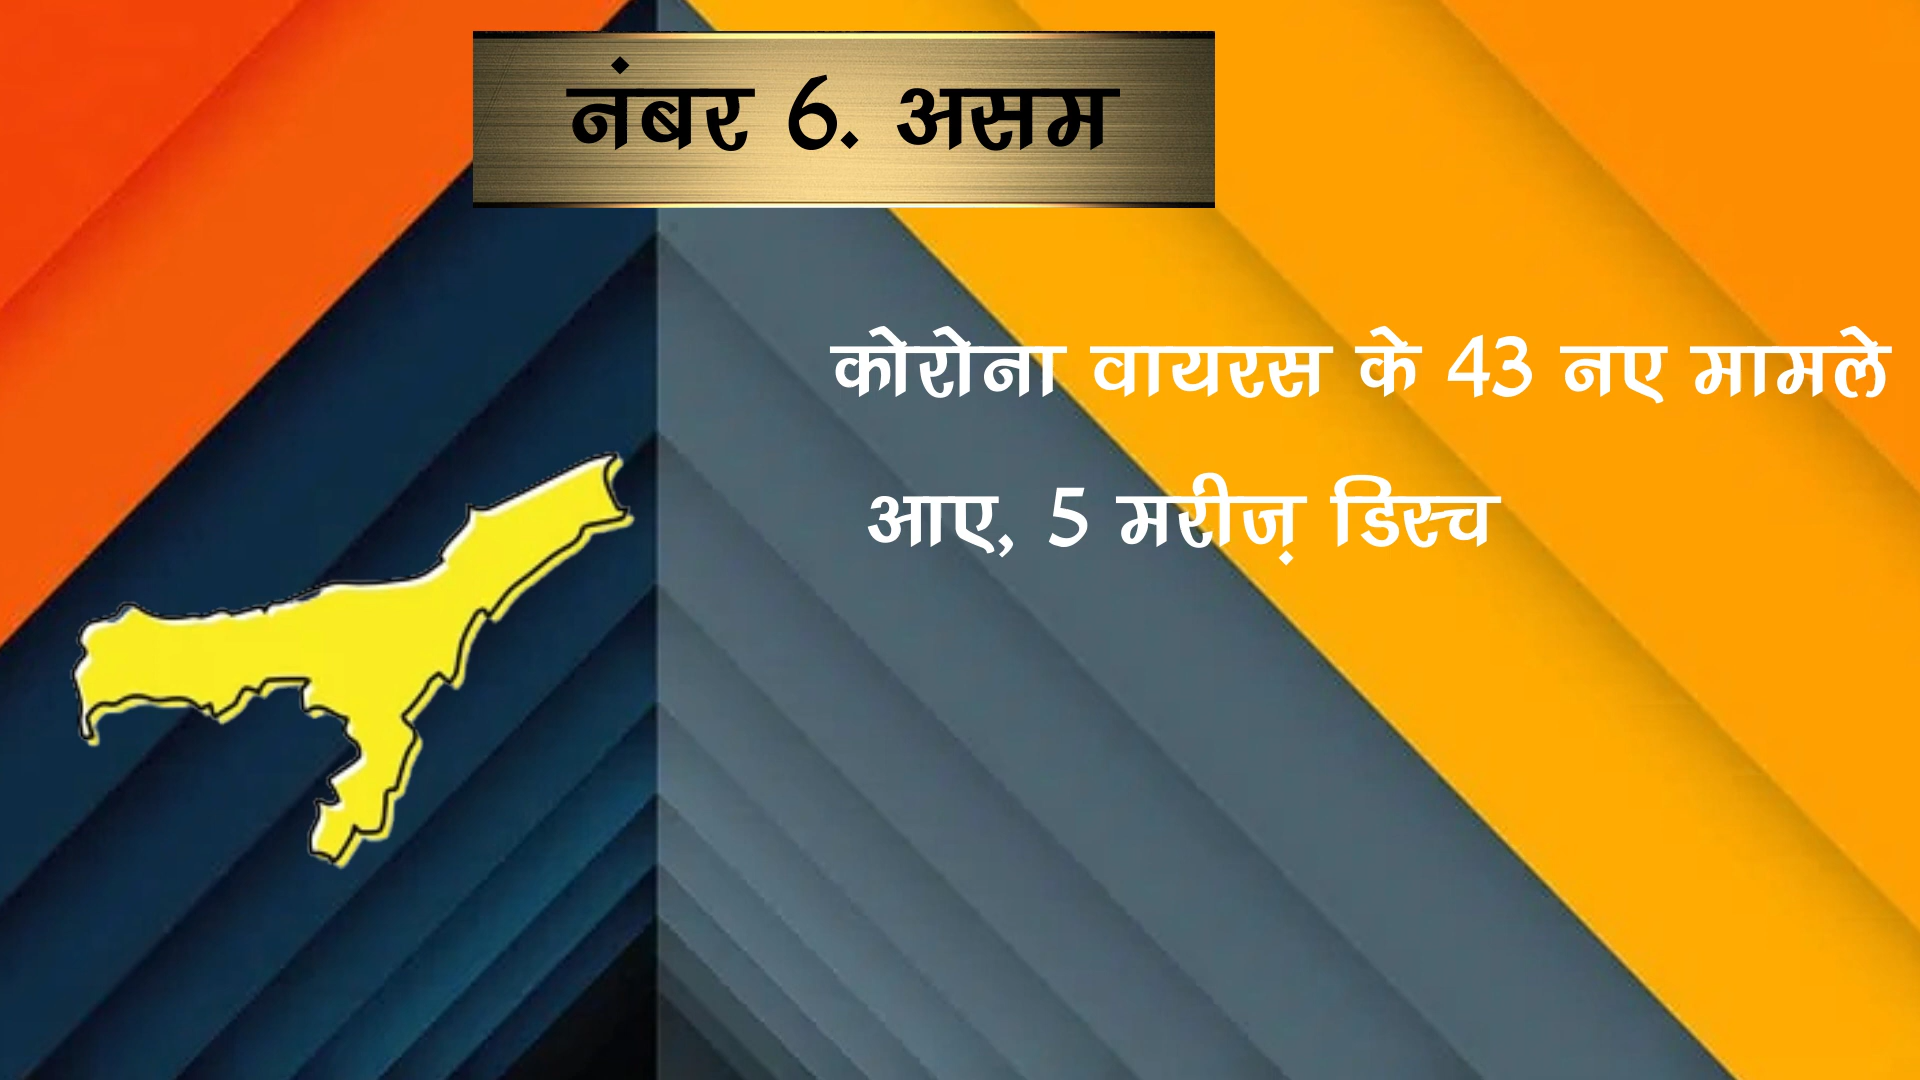 नंबर 6. असम
कोरोना वायरस के 43 नए मामले
आए, 5 मरीज़ डिस्च